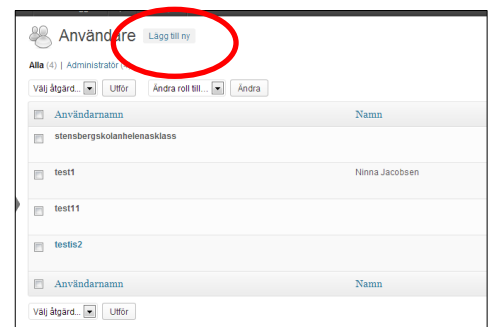 Användare Lägg till ny
Alla (4) | Administratör
Välj åtgärd... Utför Ändra roll till... Ändra
Användarnamn Namn
stensbergskolanhelenasklass
test1 Ninna Jacobsen
test11
testis2
Användarnamn Namn
Välj åtgärd... Utför